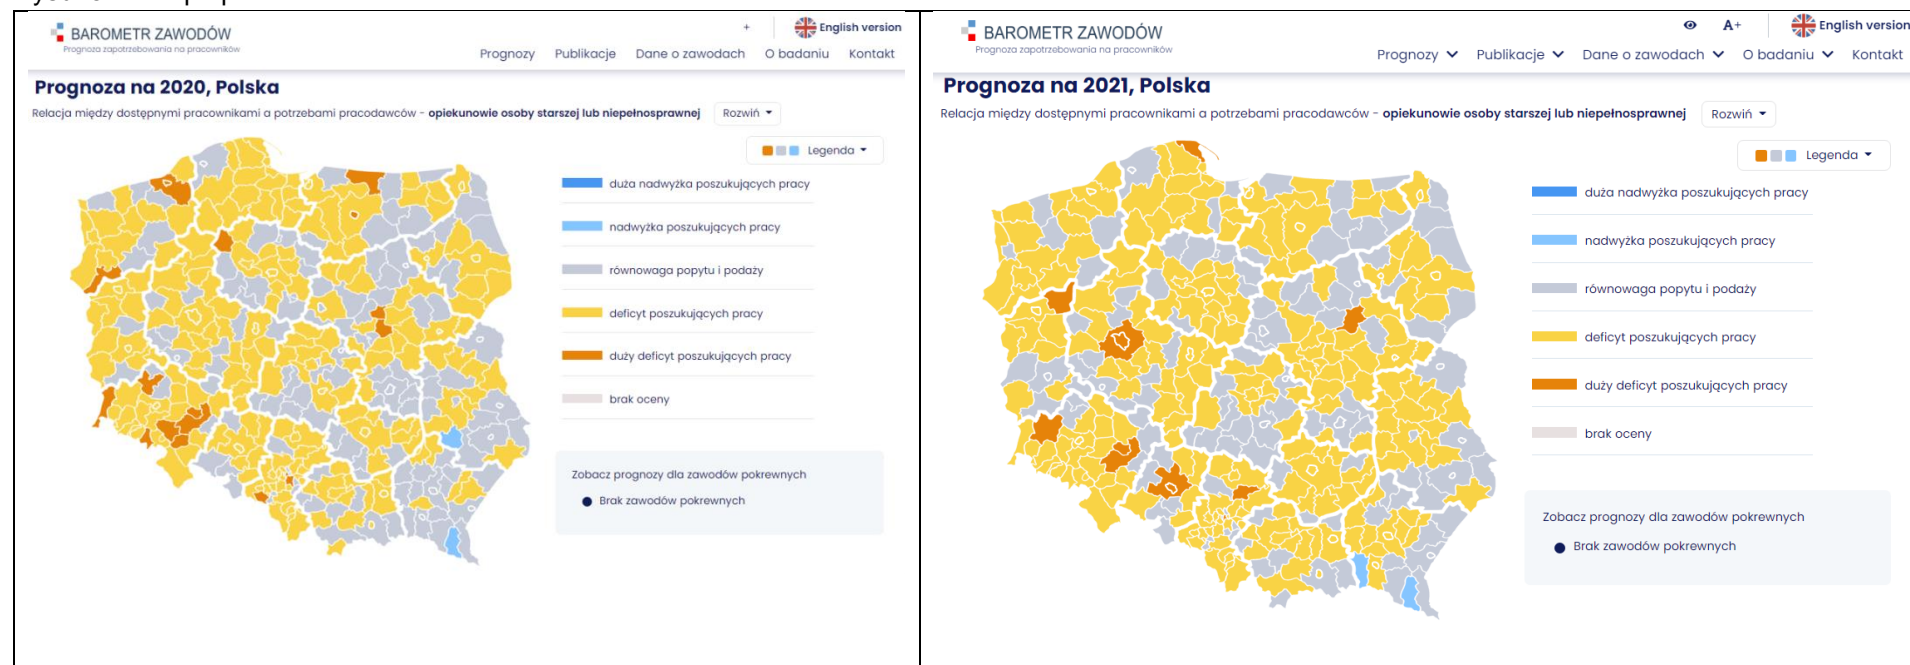 BAROMETR ZAWODÓW
Prognoza zapotrzebowania na pracowników
+
English version
Prognozy Publikacje Dane o zawodach O badaniu Kontakt
Prognoza na 2020, Polska
Relacja między dostępnymi pracownikami a potrzebami pracodawców - opiekunowie osoby starszej lub niepełnosprawnej Rozwiń
Legenda
duża nadwyżka poszukujących pracy
nadwyżka poszukujących pracy
równowaga popytu i podaży
deficyt poszukujących pracy
duży deficyt poszukujących pracy
brak oceny
Zobacz prognozy dla zawodów pokrewnych
Brak zawodów pokrewnych
BAROMETR ZAWODÓW
Prognoza zapotrzebowania na pracowników
A+
English version
Prognozy Publikacje Dane o zawodach O badaniu Kontakt
Prognoza na 2021, Polska
Relacja między dostępnymi pracownikami a potrzebami pracodawców - opiekunowie osoby starszej lub niepełnosprawnej Rozwiń
Legenda
duża nadwyżka poszukujących pracy
nadwyżka poszukujących pracy
równowaga popytu i podaży
deficyt poszukujących pracy
duży deficyt poszukujących pracy
brak oceny
Zobacz prognozy dla zawodów pokrewnych
Brak zawodów pokrewnych